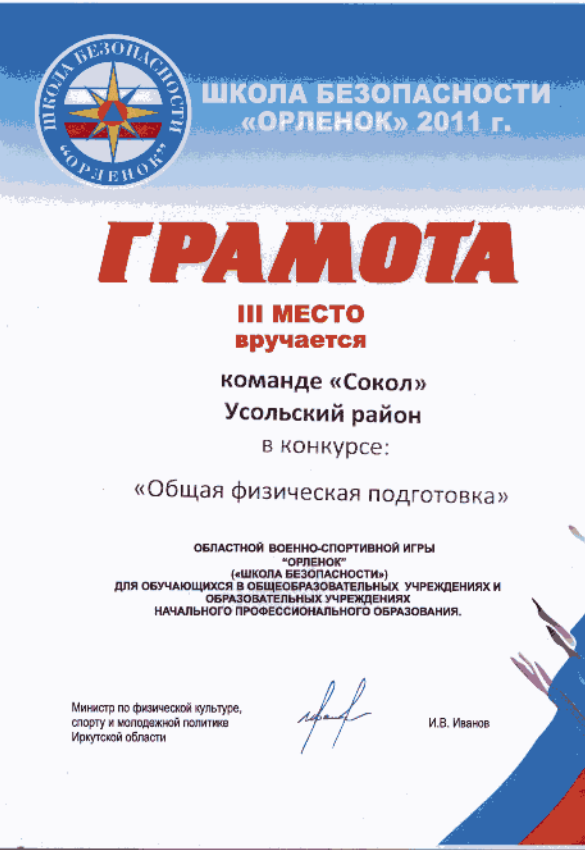 ШКОЛА БЕЗОПАСНОСТИ
"ОРЛЕНОК"
ШКОЛА БЕЗОПАСНОСТИ
«ОРЛЕНОК» 2011 г.
ГРАМОТА
III МЕСТО
вручается
команде «Сокол»
Усольский район
в конкурсе:
«Общая физическая подготовка»
ОБЛАСТНОЙ ВОЕННО-СПОРТИВНОЙ ИГРЫ
"ОРЛЕНОК"
(«ШКОЛА БЕЗОПАСНОСТИ»)
ДЛЯ ОБУЧАЮЩИХСЯ В ОБЩЕОБРАЗОВАТЕЛЬНЫХ УЧРЕЖДЕНИЯХ И
ОБРАЗОВАТЕЛЬНЫХ УЧРЕЖДЕНИЯХ
НАЧАЛЬНОГО ПРОФЕССИОНАЛЬНОГО ОБРАЗОВАНИЯ.
Министр по физической культуре,
спорту и молодежной политике
Иркутской области
И.В. Иванов